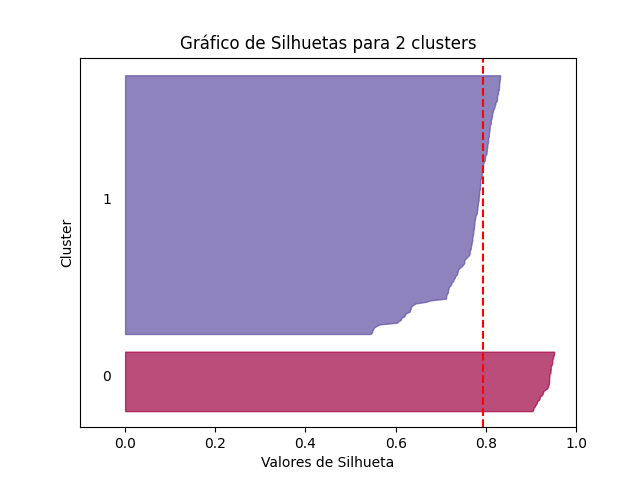 Gráfico de Silhuetas para 2 clusters
Cluster
1
0
0.0 0.2 0.4 0.6 0.8 1.0
Valores de Silhueta